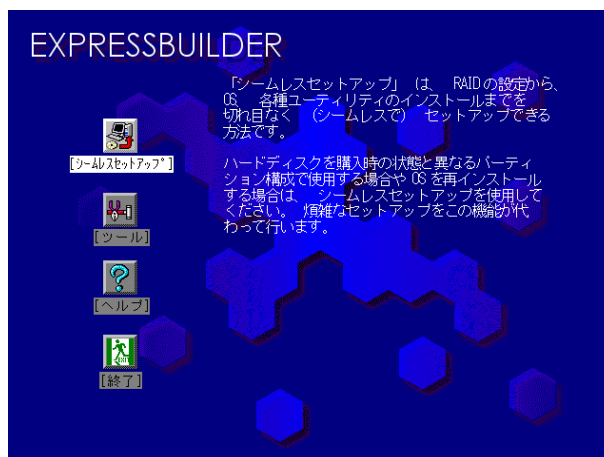 EXPRESSBUILDER
「シームレスセットアップ」 は、 RAIDの設定から、
OS、 各種ユーティリティのインストールまでを
切れ目なく （シームレスで） セットアップできる
方法です。
[シームレスセットアップ]
ハードディスクを購入時の状態と異なるパーティ
ション構成で使用する場合や OSを再インストール
する場合は、 シームレスセットアップを使用して
ください。 煩雑なセットアップをこの機能が代
わって行います。
[ツール]
[ヘルプ]
EXIT
[終了]